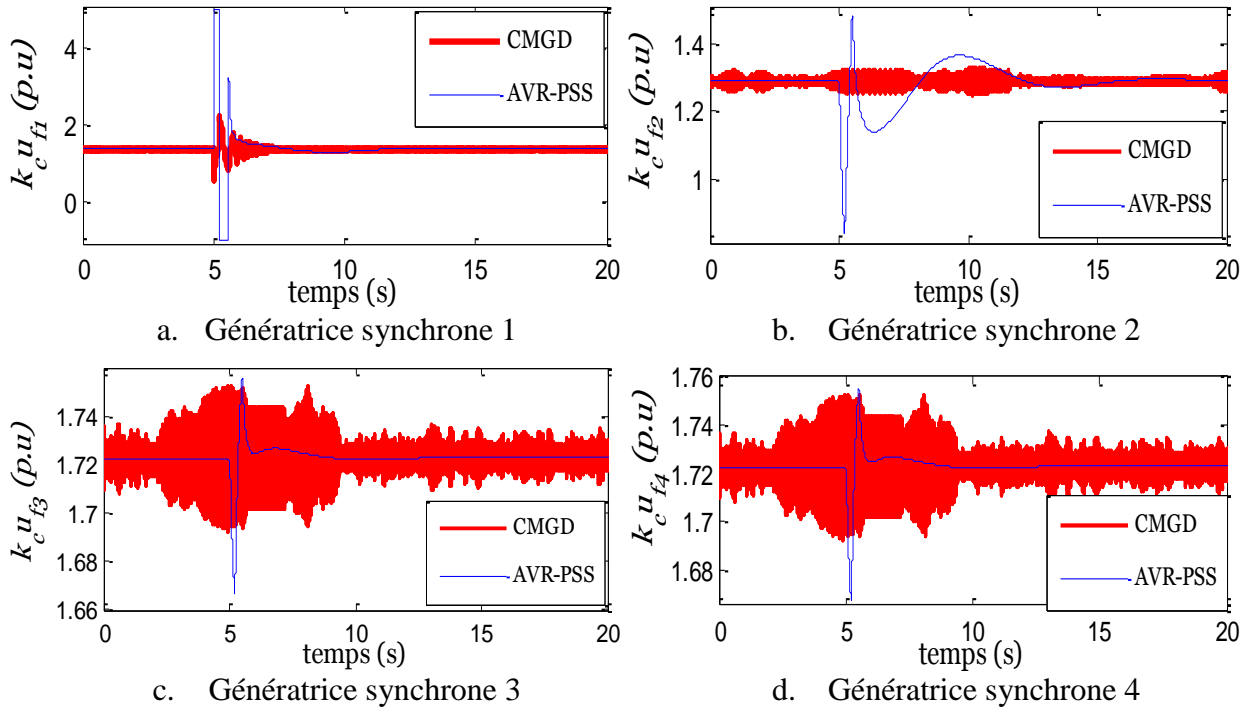 k_c u_f1 (p.u)
4
2
0
CMGD
AVR-PSS
0 5 10 15 20
temps (s)
a. Génératrice synchrone 1
k_c u_f2 (p.u)
1.4
1.2
1
CMGD
AVR-PSS
0 5 10 15 20
temps (s)
b. Génératrice synchrone 2
k_c u_f3 (p.u)
1.74
1.72
1.7
1.68
1.66
CMGD
AVR-PSS
0 5 10 15 20
temps (s)
c. Génératrice synchrone 3
k_c u_f4 (p.u)
1.76
1.74
1.72
1.7
1.68
CMGD
AVR-PSS
0 5 10 15 20
temps (s)
d. Génératrice synchrone 4